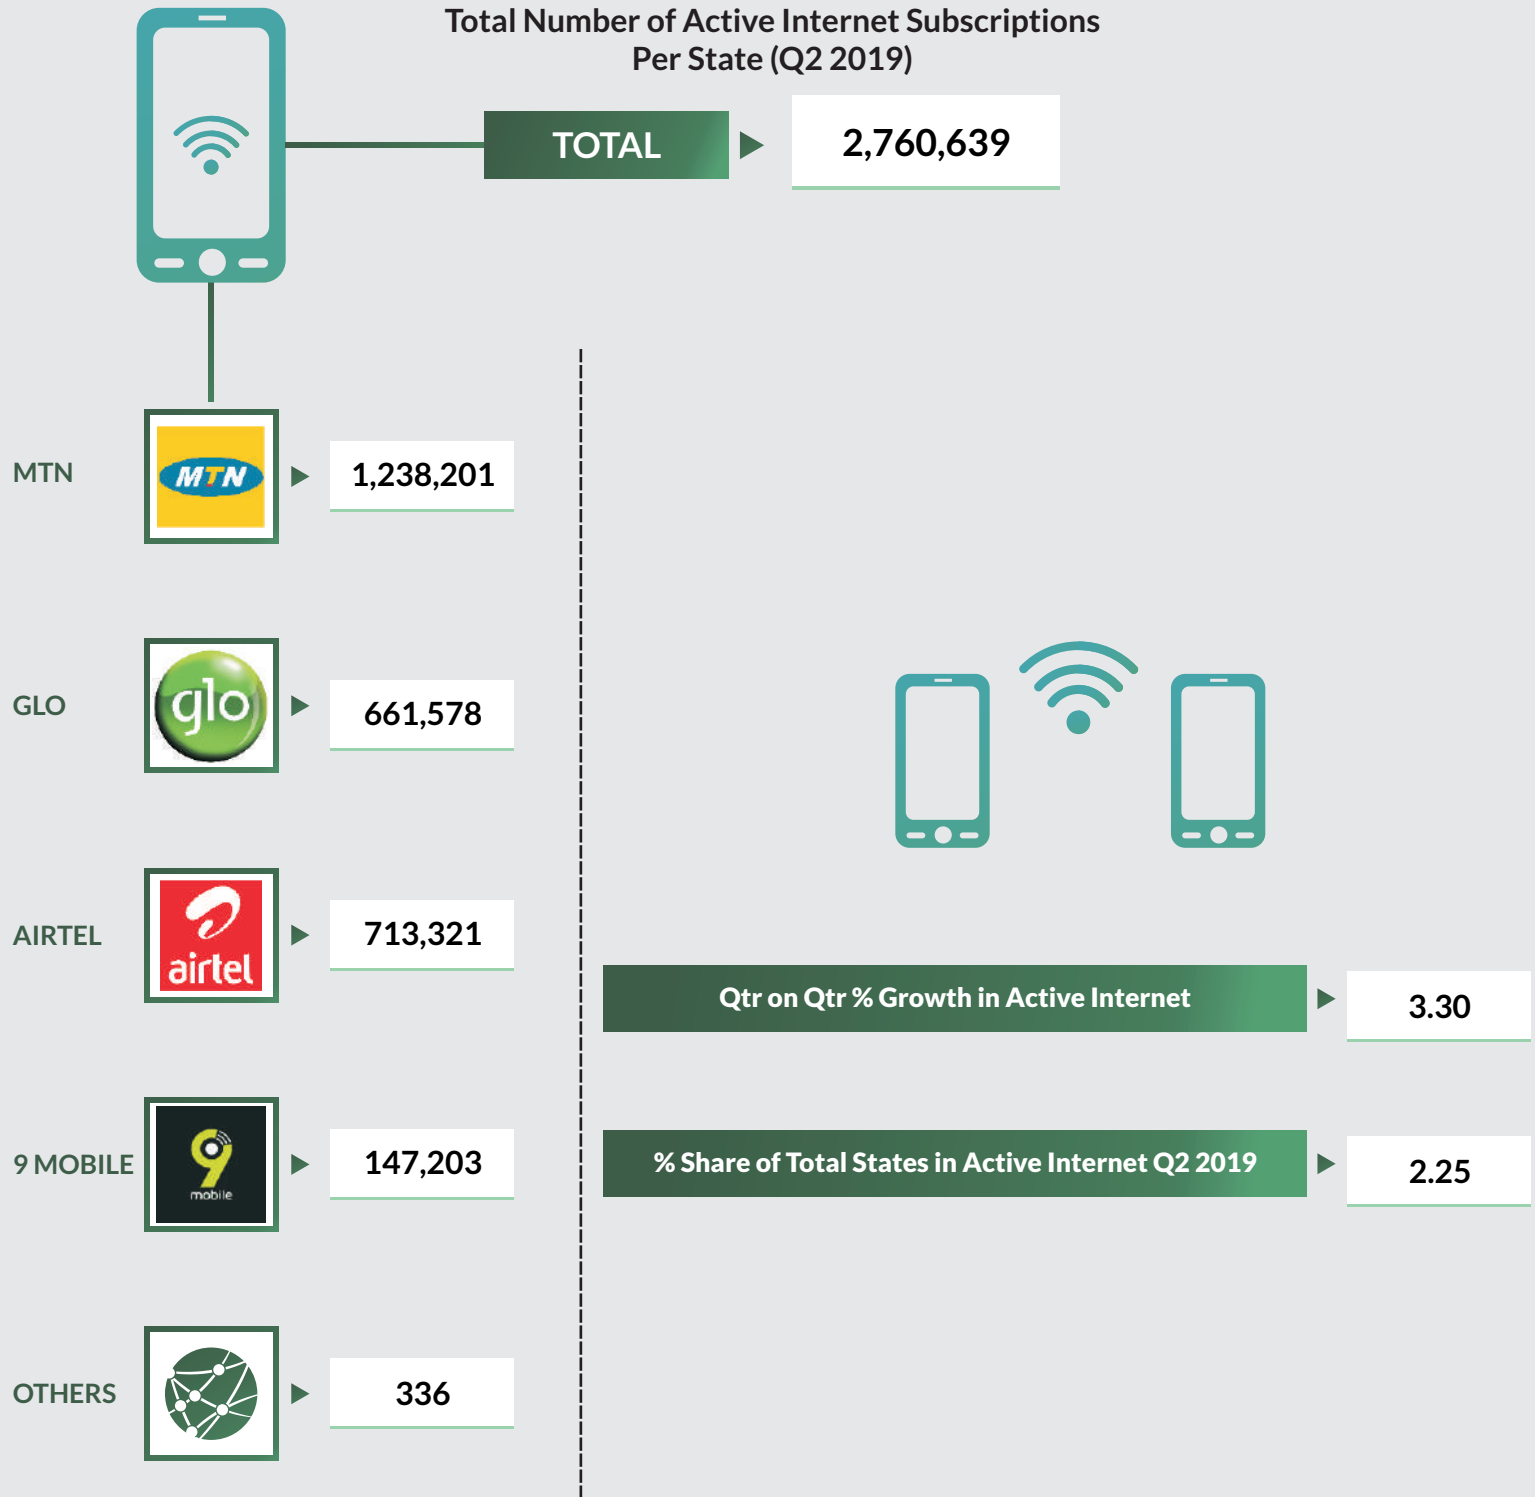 Total Number of Active Internet Subscriptions
Per State (Q2 2019)
TOTAL
2,760,639
MTN
MTN
1,238,201
GLO
glo
661,578
AIRTEL
airtel
713,321
Qtr on Qtr % Growth in Active Internet
3.30
9 MOBILE
9
mobile
147,203
% Share of Total States in Active Internet Q2 2019
2.25
OTHERS
336